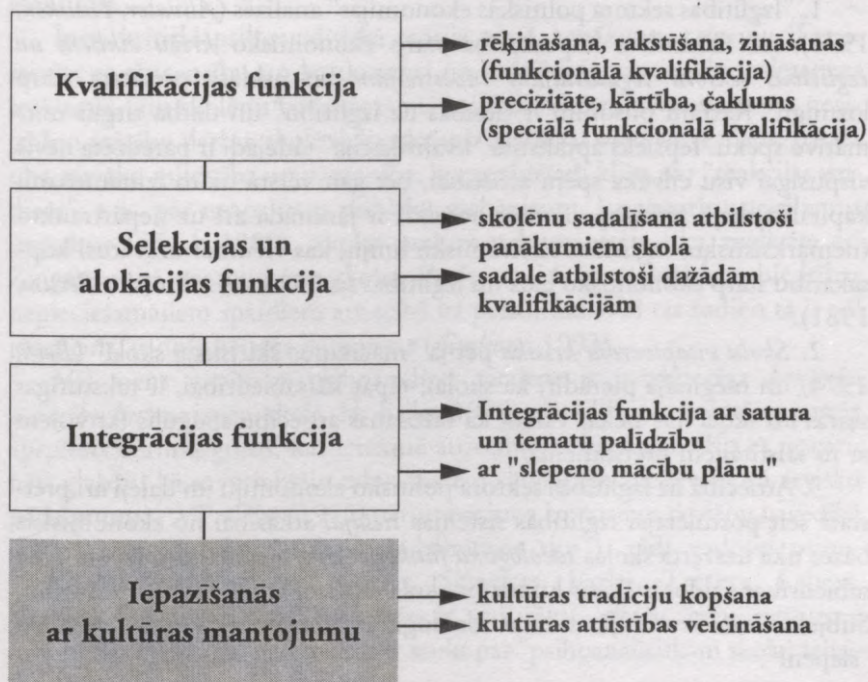 Kvalifikācijas funkcija
rēķināšana, rakstīšana, zināšanas
(funkcionālā kvalifikācija)
precizitāte, kārtība, čaklums
(speciālā funkcionālā kvalifikācija)
Selekcijas un
alokācijas funkcija
skolēnu sadalīšana atbilstoši
panākumiem skolā
sadale atbilstoši dažādām
kvalifikācijām
Integrācijas funkcija
Integrācijas funkcija ar satura
un tematu palīdzību
ar "slepeno mācību plānu"
Iepazīšanās
ar kultūras mantojumu
kultūras tradīciju kopšana
kultūras attīstības veicināšana